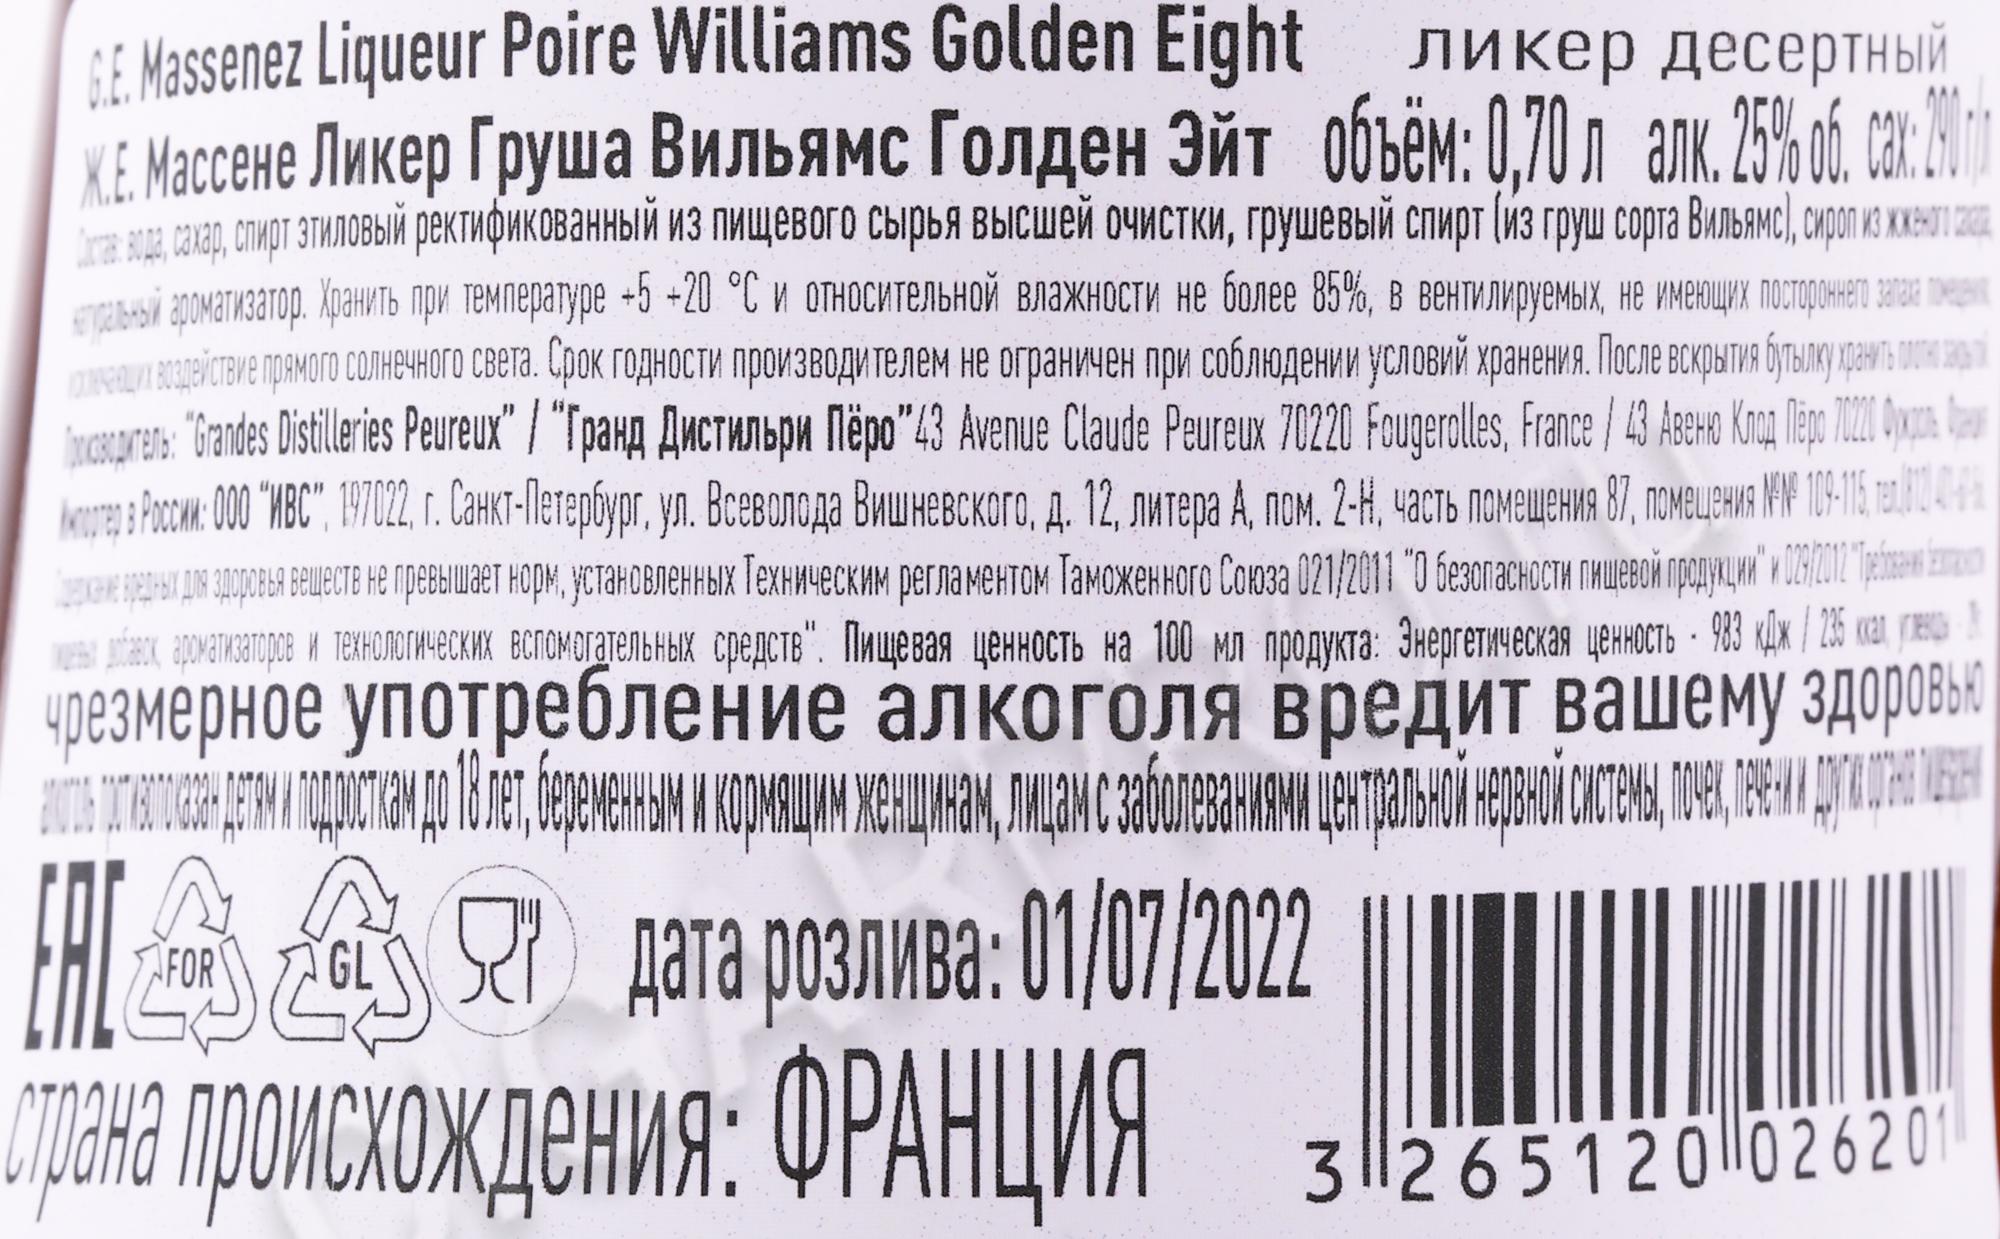 G.E. Massenez Liqueur Poire Williams Golden Eight ликер десертный
Ж.Е. Массене Ликер Груша Вильямс Голден Эйт объём: 0,70 л алк. 25% об. сах: 290 г/л
Состав: вода, сахар, спирт этиловый ректификованный из пищевого сырья высшей очистки, грушевый спирт (из груш сорта Вильямс), сироп из жженого сахара,
натуральный ароматизатор. Хранить при температуре +5 +20 °C и относительной влажности не более 85%, в вентилируемых, не имеющих постороннего запаха
исключающих воздействие прямого солнечного света. Срок годности производителем не ограничен при соблюдении условий хранения. После вскрытия бутылку хранить плотно закрытой
Производитель: "Grandes Distilleries Peureux" / "Гранд Дистильри Пёро" 43 Avenue Claude Peureux 70220 Fougerolles, France / 43 Авеню Клод Пёро 70220
Импортер в России: ООО "ИВС", 197022, г. Санкт-Петербург, ул. Всеволода Вишневского, д. 12, литера А, пом. 2-Н, часть помещения 87, помещения №№ 109-115, тел.(812)
Содержание вредных для здоровья веществ не превышает норм, установленных Техническим регламентом Таможенного Союза 021/2011 "О безопасности пищевой продукции" и 029/2012 "Требования
пищевых добавок, ароматизаторов и технологических вспомогательных средств". Пищевая ценность на 100 мл продукта: Энергетическая ценность - 983 кДж / 235 ккал, углеводы
чрезмерное употребление алкоголя вредит вашему здоровью
алкоголь противопоказан детям и подросткам до 18 лет, беременным и кормящим женщинам, лицам с заболеваниями центральной нервной системы, почек, печени и других органов пищеварения
EAC FOR GL дата розлива: 01/07/2022
страна происхождения: ФРАНЦИЯ
3 265120 026201